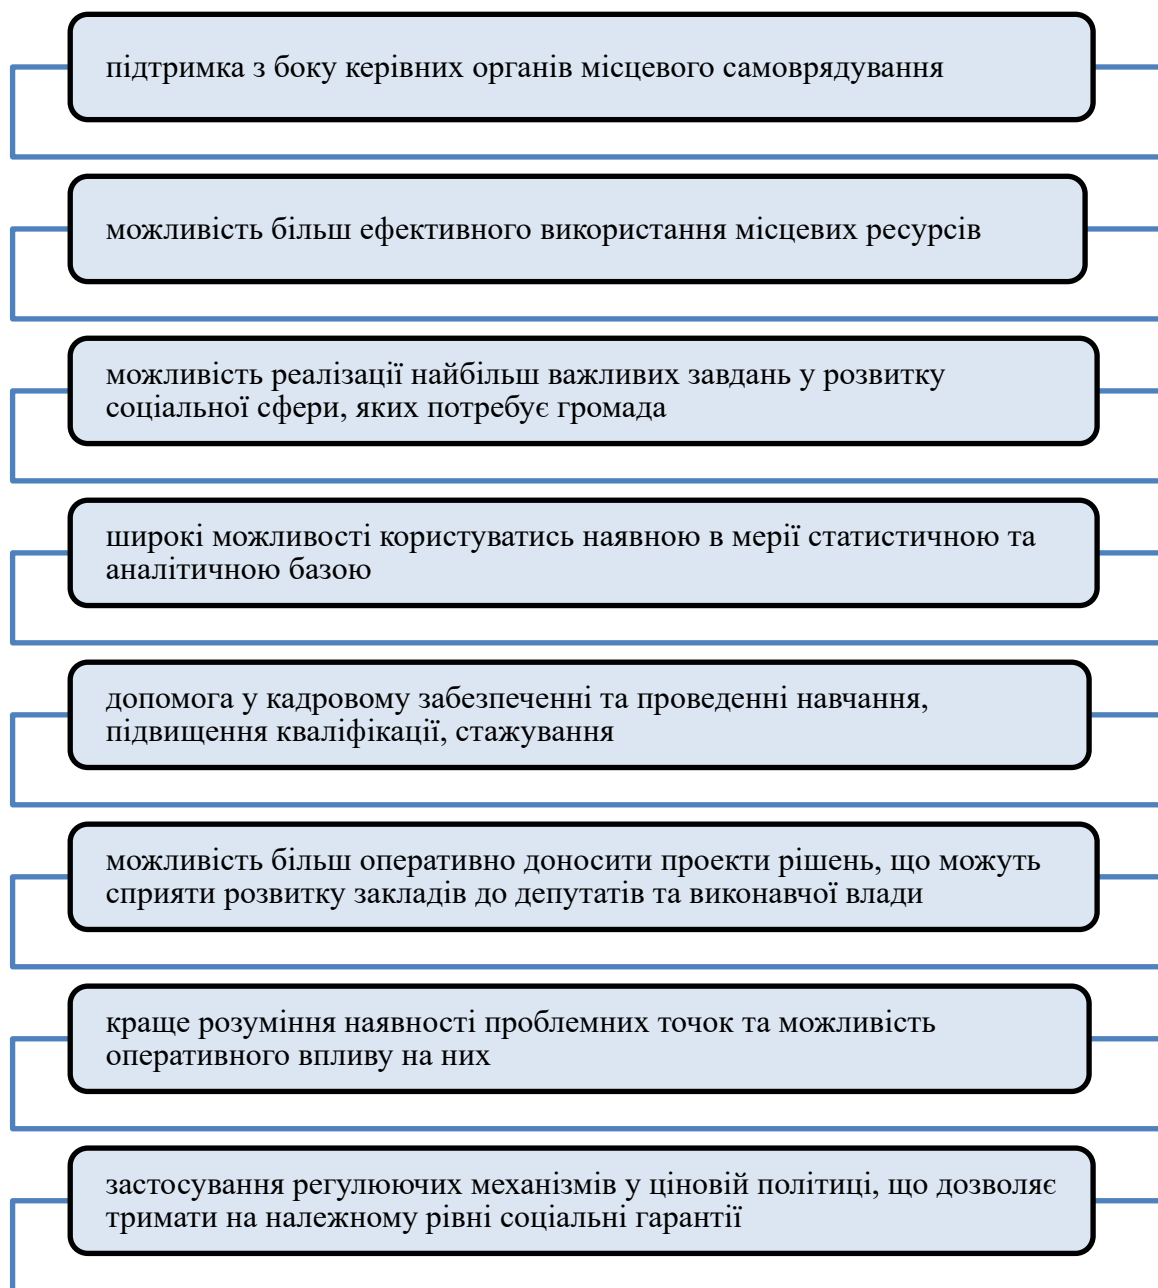 підтримка з боку керівних органів місцевого самоврядування
можливість більш ефективного використання місцевих ресурсів
можливість реалізації найбільш важливих завдань у розвитку
соціальної сфери, яких потребує громада
широкі можливості користуватись наявною в мерії статистичною та
аналітичною базою
допомога у кадровому забезпеченні та проведенні навчання,
підвищення кваліфікації, стажування
можливість більш оперативно доносити проекти рішень, що можуть
сприяти розвитку закладів до депутатів та виконавчої влади
краще розуміння наявності проблемних точок та можливість
оперативного впливу на них
застосування регулюючих механізмів у ціновій політиці, що дозволяє
тримати на належному рівні соціальні гарантії